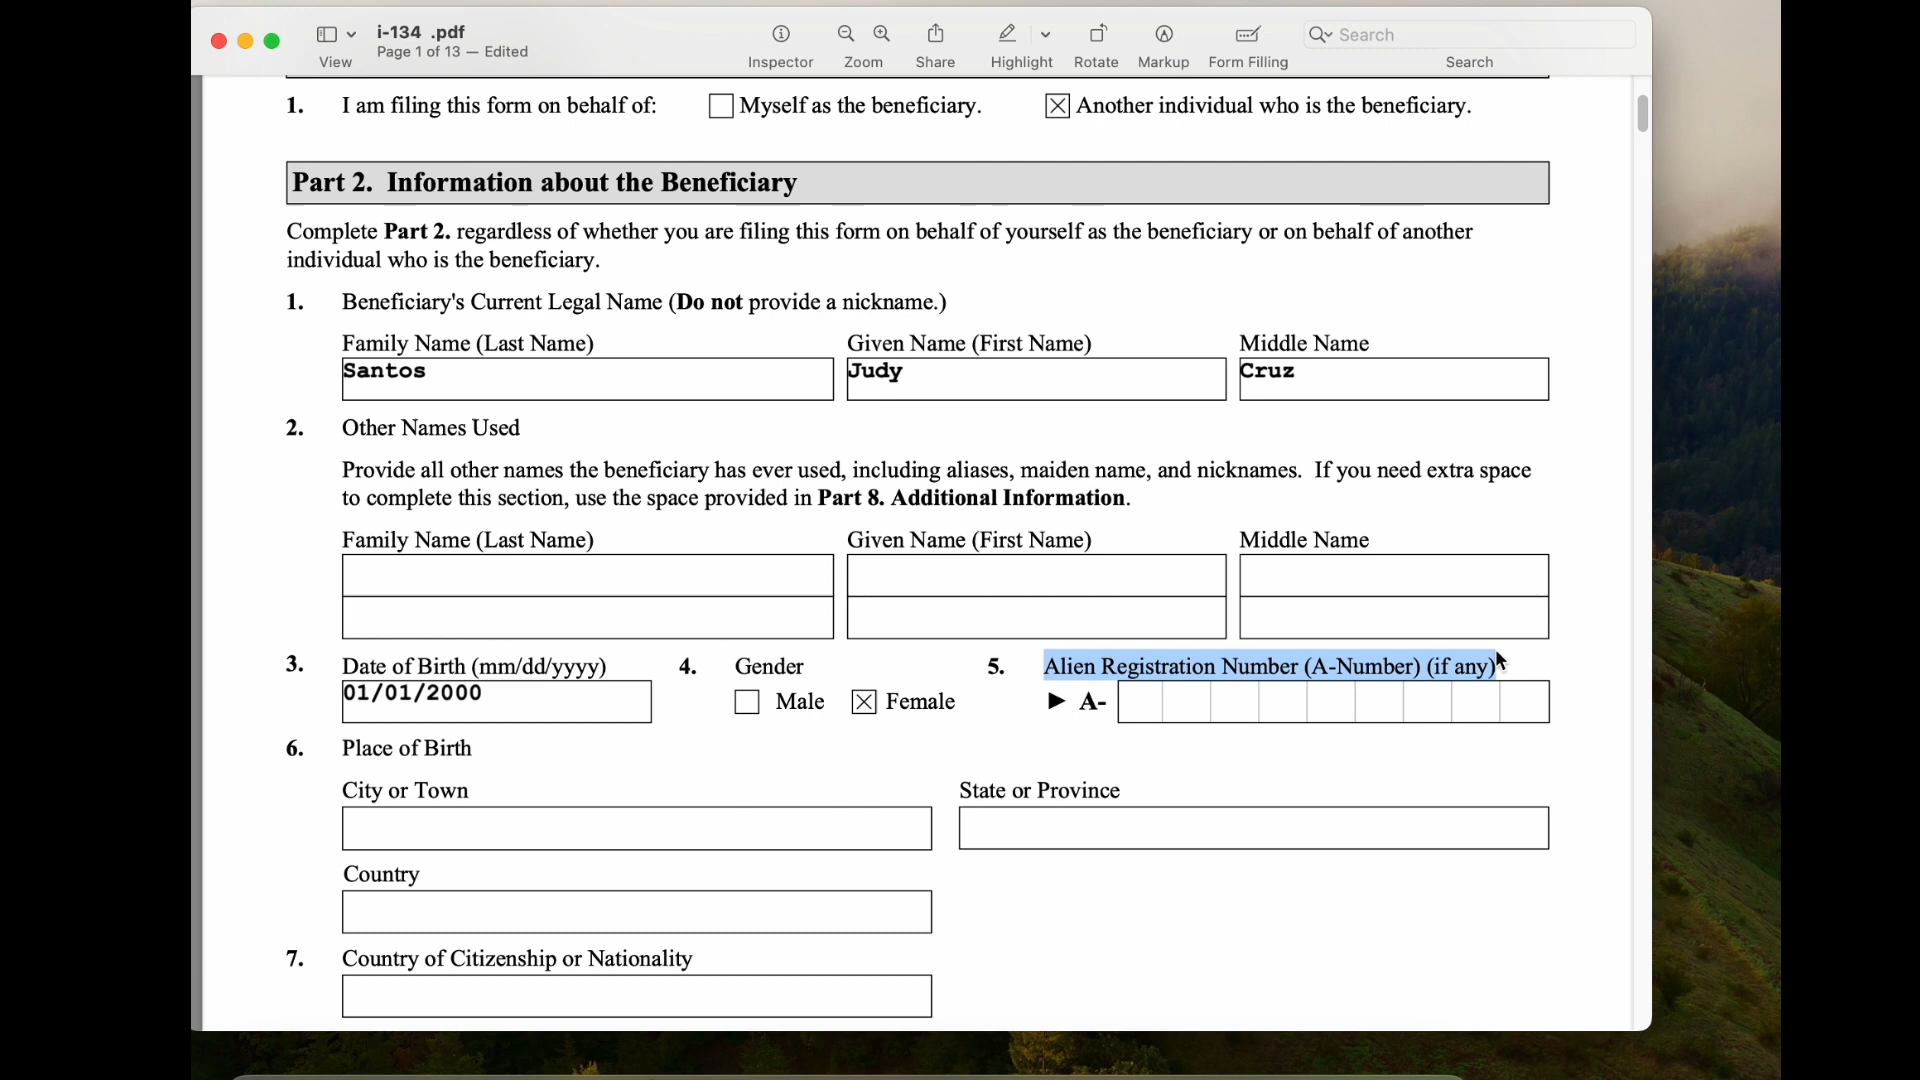 i-134 .pdf
Page 1 of 13 — Edited
View
Inspector
Zoom
Share
Highlight
Rotate
Markup
Form Filling
Search
Search
1. I am filing this form on behalf of: Myself as the beneficiary. Another individual who is the beneficiary.
Part 2. Information about the Beneficiary
Complete Part 2. regardless of whether you are filing this form on behalf of yourself as the beneficiary or on behalf of another
individual who is the beneficiary.
1. Beneficiary's Current Legal Name (Do not provide a nickname.)
Family Name (Last Name) Given Name (First Name) Middle Name
Santos Judy Cruz
2. Other Names Used
Provide all other names the beneficiary has ever used, including aliases, maiden name, and nicknames. If you need extra space
to complete this section, use the space provided in Part 8. Additional Information.
Family Name (Last Name) Given Name (First Name) Middle Name
3. Date of Birth (mm/dd/yyyy) 4. Gender 5. Alien Registration Number (A-Number) (if any)
01/01/2000 Male Female ► A-
6. Place of Birth
City or Town State or Province
Country
7. Country of Citizenship or Nationality